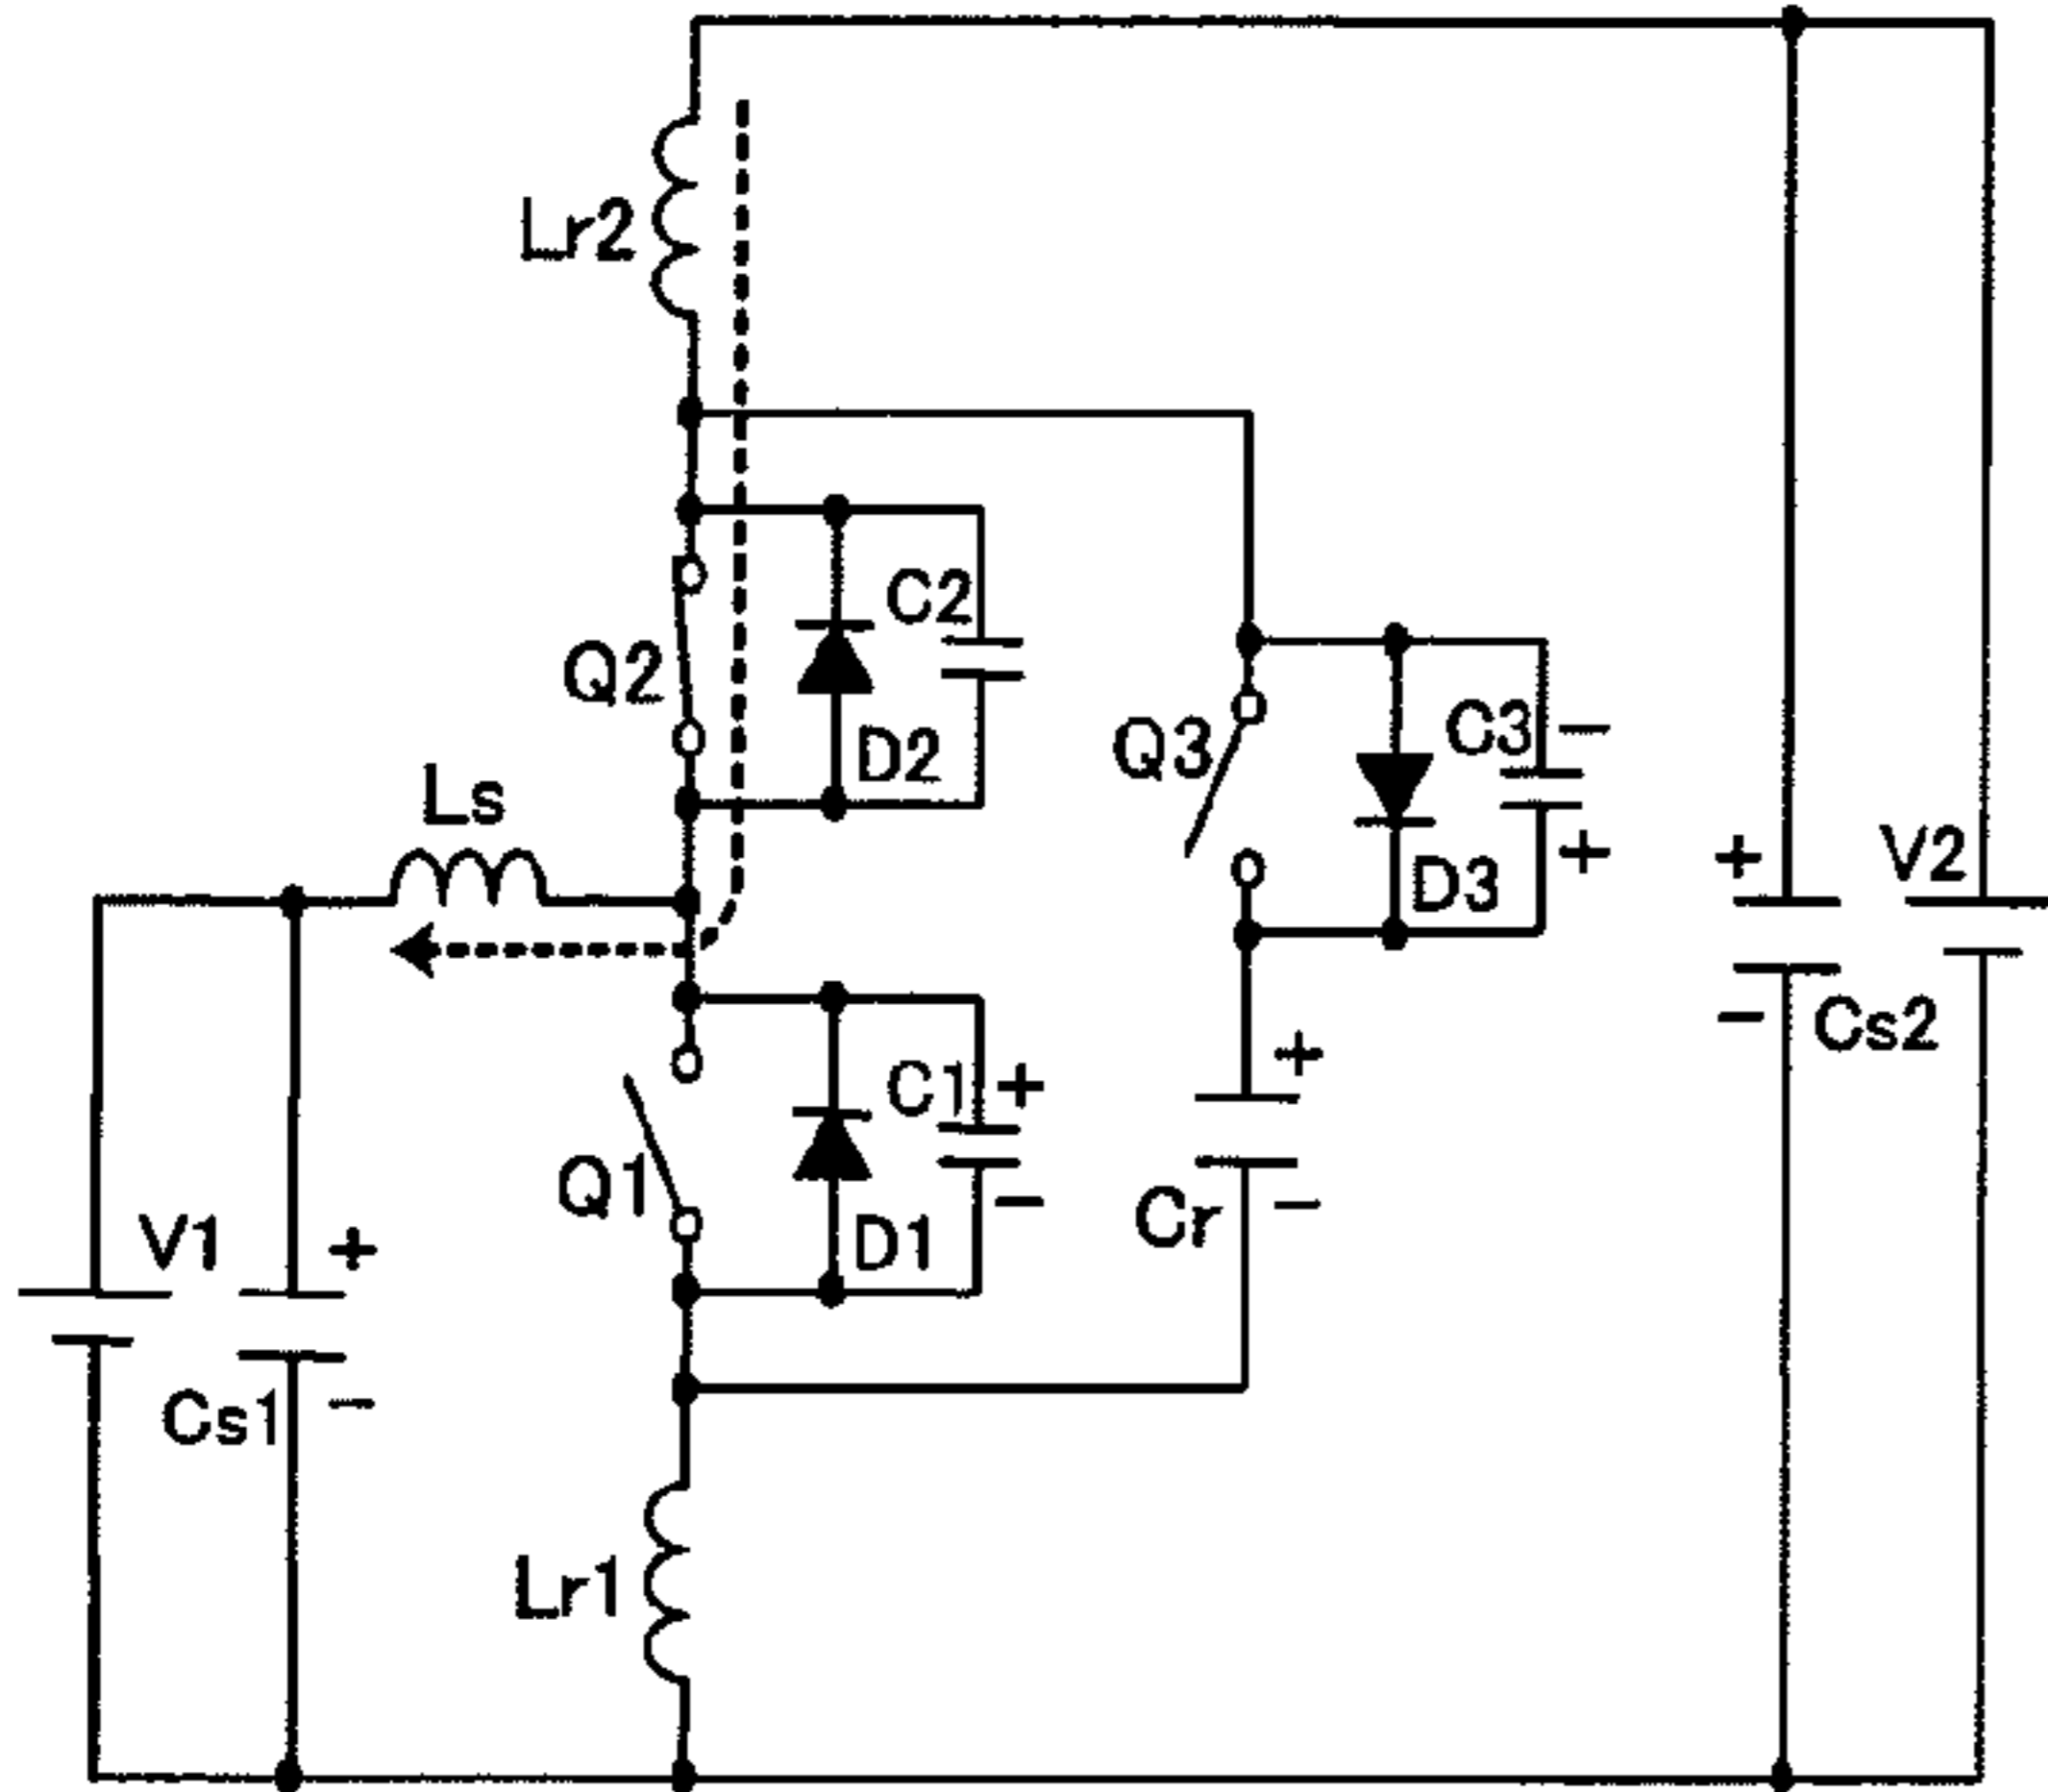 Lr2
C2
Q2
D2
Q3
C3 −
+
D3
Ls
+
V2
− Cs2
C1 +
−
Q1
D1
+
Cr −
V1
+
Cs1 −
Lr1